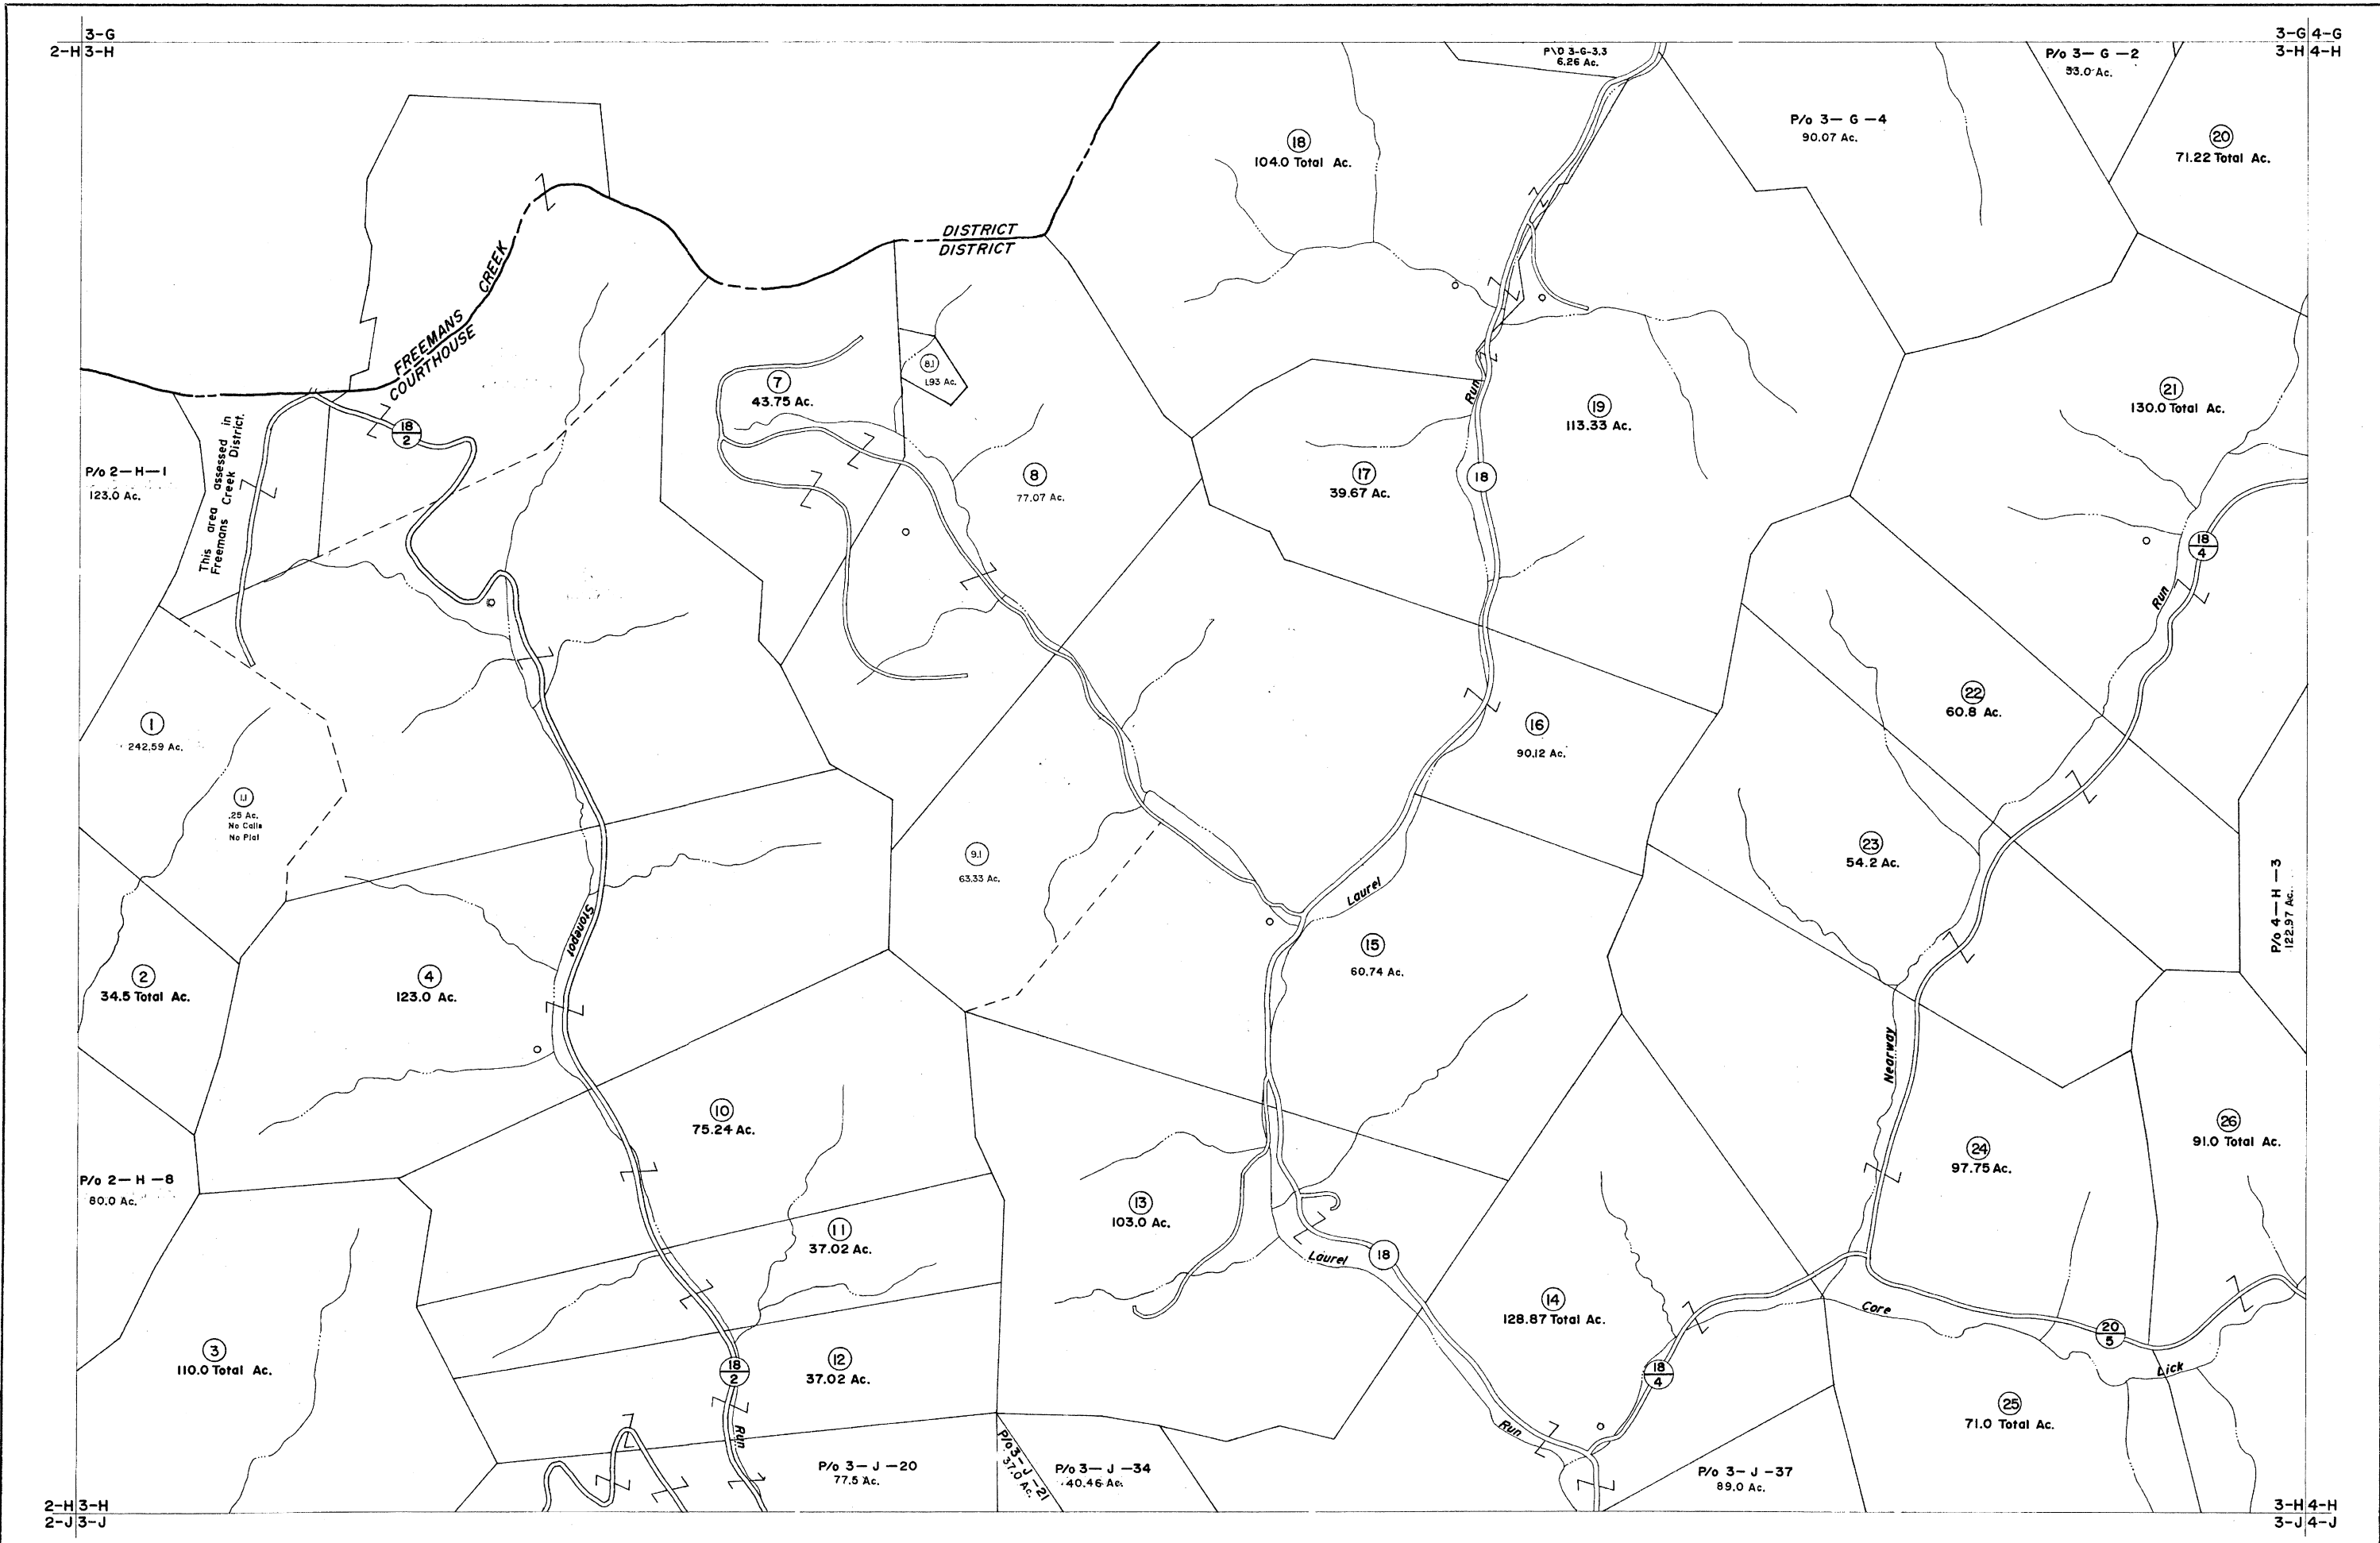 3-G
2-H 3-H
3-G 4-G
3-H 4-H
P\O 3-G-3.3
6.26 Ac.
P/o 3— G —2
93.0 Ac.
P/o 3— G —4
90.07 Ac.
18
104.0 Total Ac.
20
71.22 Total Ac.
DISTRICT
DISTRICT
FREEMANS CREEK
COURTHOUSE
8.1
1.93 Ac.
7
43.75 Ac.
Run
19
113.33 Ac.
21
130.0 Total Ac.
18
2
This area assessed in
Freemans Creek District.
P/o 2—H—1
123.0 Ac.
8
77.07 Ac.
17
39.67 Ac.
18
18
4
Run
1
242.59 Ac.
16
90.12 Ac.
22
60.8 Ac.
1.1
.25 Ac.
No Calls
No Plat
9.1
63.33 Ac.
23
54.2 Ac.
Laurel
P/o 4— H —3
122.97 Ac.
Stonepot
2
34.5 Total Ac.
4
123.0 Ac.
15
60.74 Ac.
Nearway
10
75.24 Ac.
26
91.0 Total Ac.
24
97.75 Ac.
P/o 2— H —8
80.0 Ac.
13
103.0 Ac.
11
37.02 Ac.
Laurel
18
14
128.87 Total Ac.
Core
20
5
Lick
3
110.0 Total Ac.
12
37.02 Ac.
18
2
18
4
25
71.0 Total Ac.
Run
Run
P/o 3— J —20
77.5 Ac.
P/o 3— J —21
37.0 Ac.
P/o 3— J —34
40.46 Ac.
P/o 3— J —37
89.0 Ac.
2-H 3-H
2-J 3-J
3-H 4-H
3-J 4-J